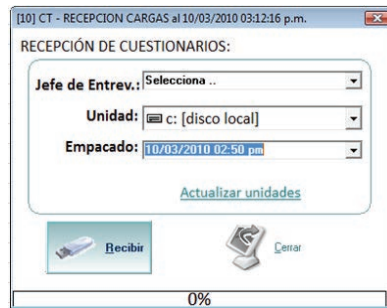 [10] CT - RECEPCION CARGAS al 10/03/2010 03:12:16 p.m.
RECEPCIÓN DE CUESTIONARIOS:
Jefe de Entrev.: Selecciona ..
Unidad: c: [disco local]
Empacado: 10/03/2010 02:50 pm
Actualizar unidades
Recibir Cerrar
0%